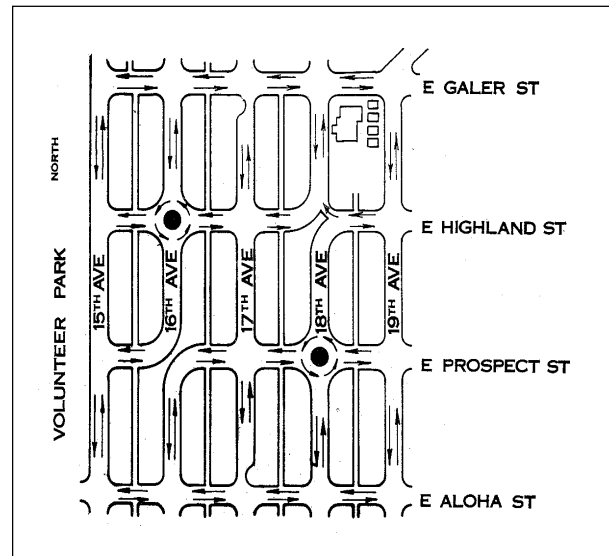 E GALER ST
NORTH
E HIGHLAND ST
VOLUNTEER PARK
15TH AVE
16TH AVE
17TH AVE
18TH AVE
19TH AVE
E PROSPECT ST
E ALOHA ST